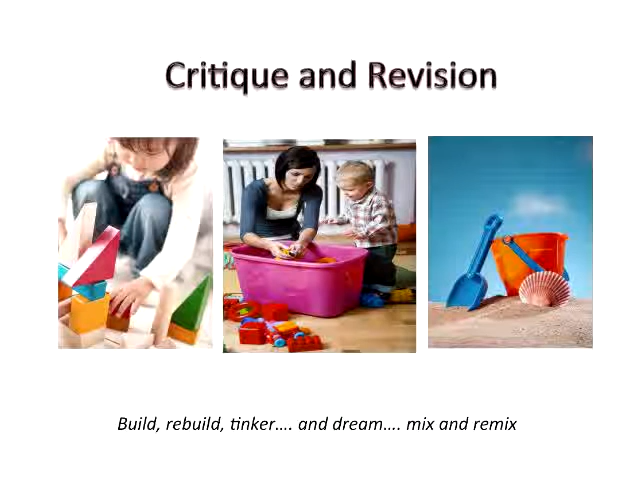 Critique and Revision
Build, rebuild, tinker.... and dream.... mix and remix